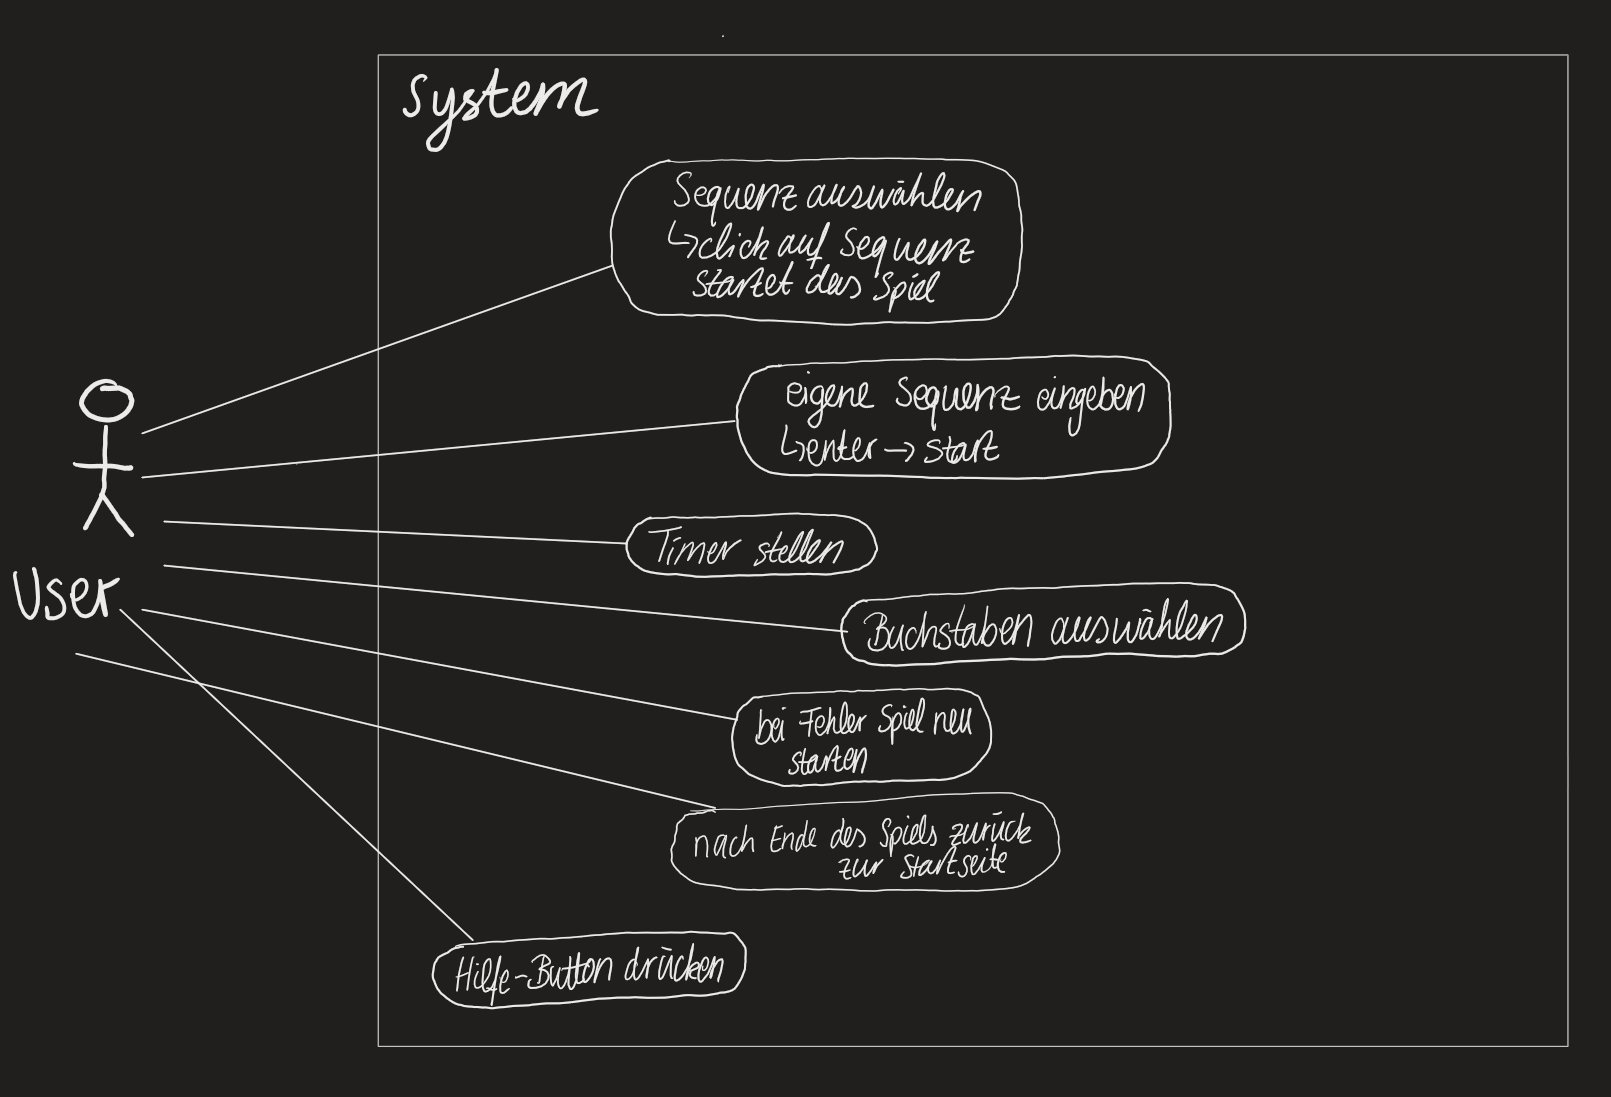 System
Sequenz auswählen
↳click auf Sequenz
startet das Spiel
eigene Sequenz eingeben
↳enter → start
Timer stellen
User
Buchstaben auswählen
bei Fehler Spiel neu
starten
nach Ende des Spiels zurück
zur Startseite
Hilfe-Button drücken